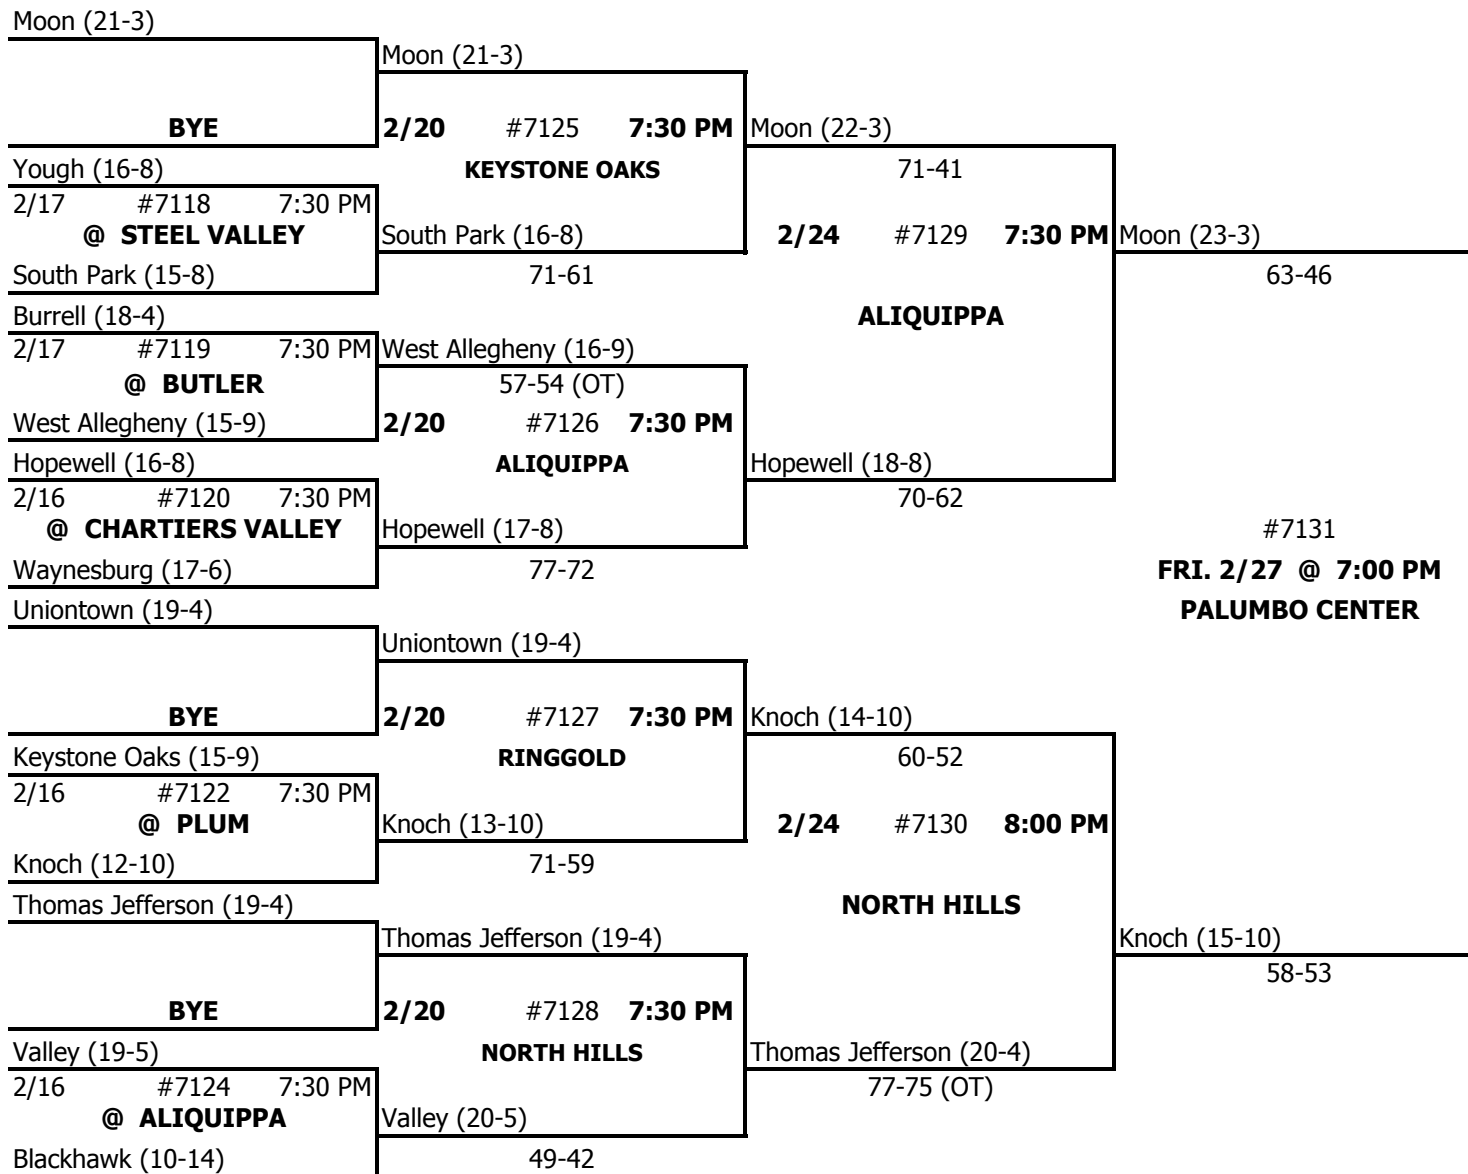 Moon (21-3)
Moon (21-3)
BYE
2/20 #7125 7:30 PM
Moon (22-3)
Yough (16-8)
KEYSTONE OAKS
71-41
2/17 #7118 7:30 PM
@ STEEL VALLEY
South Park (16-8)
2/24 #7129 7:30 PM
Moon (23-3)
South Park (15-8)
71-61
63-46
Burrell (18-4)
ALIQUIPPA
2/17 #7119 7:30 PM
West Allegheny (16-9)
@ BUTLER
57-54 (OT)
West Allegheny (15-9)
2/20 #7126 7:30 PM
Hopewell (16-8)
ALIQUIPPA
Hopewell (18-8)
2/16 #7120 7:30 PM
70-62
@ CHARTIERS VALLEY
Hopewell (17-8)
#7131
Waynesburg (17-6)
77-72
FRI. 2/27 @ 7:00 PM
Uniontown (19-4)
PALUMBO CENTER
Uniontown (19-4)
BYE
2/20 #7127 7:30 PM
Knoch (14-10)
Keystone Oaks (15-9)
RINGGOLD
60-52
2/16 #7122 7:30 PM
@ PLUM
Knoch (13-10)
2/24 #7130 8:00 PM
Knoch (12-10)
71-59
Thomas Jefferson (19-4)
NORTH HILLS
Thomas Jefferson (19-4)
Knoch (15-10)
58-53
BYE
2/20 #7128 7:30 PM
Valley (19-5)
NORTH HILLS
Thomas Jefferson (20-4)
2/16 #7124 7:30 PM
77-75 (OT)
@ ALIQUIPPA
Valley (20-5)
Blackhawk (10-14)
49-42